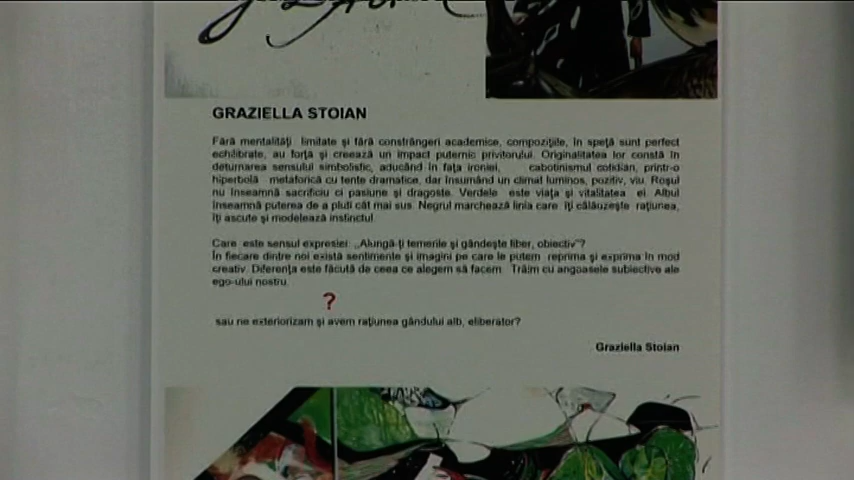 GRAZIELLA STOIAN
Fără mentalități limitate și fără constrângeri academice, compozițiile, în speță sunt perfect
echilibrate, au forță și creează un impact puternic privitorului. Originalitatea lor constă în
deturnarea sensului simbolistic, aducând în fața ironiei, cabotinismul cotidian, printr-o
hiperbolă metaforică cu tente dramatice, dar însumând un climat luminos, pozitiv, viu. Roșul
nu înseamnă sacrificiu ci pasiune și dragoste. Verdele este viața și vitalitatea ei. Albul
înseamnă puterea de a pluti cât mai sus. Negrul marchează linia care îți călăuzește rațiunea,
îți ascute și modelează instinctul.
Care este sensul expresiei: „Alungă-ți temerile și gândește liber, obiectiv"?
În fiecare dintre noi există sentimente și imagini pe care le putem reprima și exprima în mod
creativ. Diferența este făcută de ceea ce alegem să facem. Trăim cu angoasele subiective ale
ego-ului nostru.
?
sau ne exteriorizam și avem rațiunea gândului alb, eliberator?
Graziella Stoian